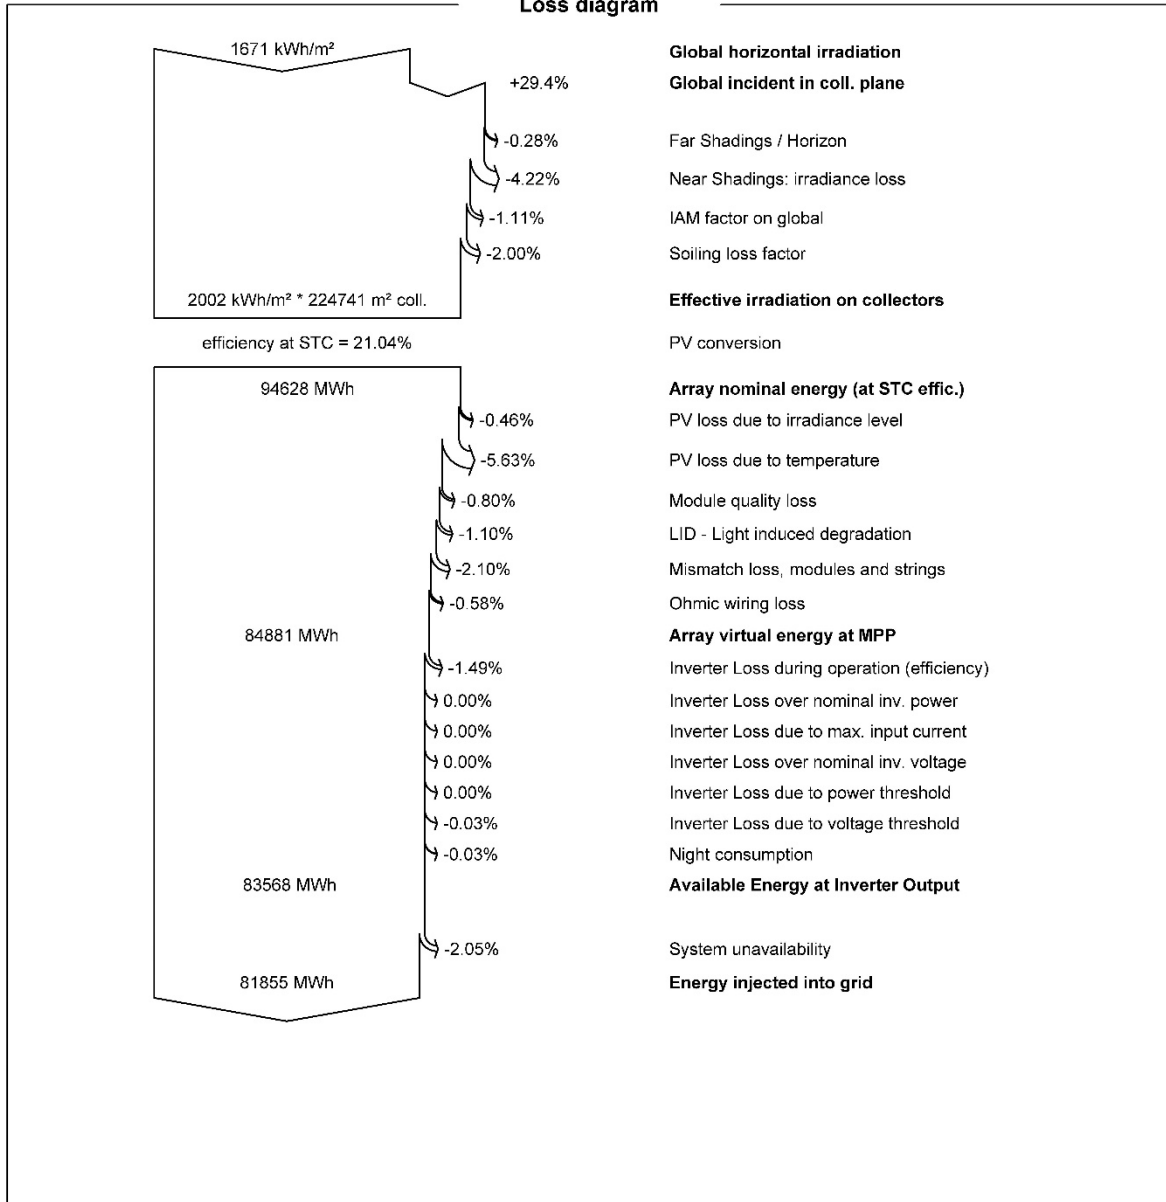 Loss diagram
1671 kWh/m² Global horizontal irradiation
+29.4% Global incident in coll. plane
-0.28% Far Shadings / Horizon
-4.22% Near Shadings: irradiance loss
-1.11% IAM factor on global
-2.00% Soiling loss factor
2002 kWh/m² * 224741 m² coll. Effective irradiation on collectors
efficiency at STC = 21.04% PV conversion
94628 MWh Array nominal energy (at STC effic.)
-0.46% PV loss due to irradiance level
-5.63% PV loss due to temperature
-0.80% Module quality loss
-1.10% LID - Light induced degradation
-2.10% Mismatch loss, modules and strings
-0.58% Ohmic wiring loss
84881 MWh Array virtual energy at MPP
-1.49% Inverter Loss during operation (efficiency)
0.00% Inverter Loss over nominal inv. power
0.00% Inverter Loss due to max. input current
0.00% Inverter Loss over nominal inv. voltage
0.00% Inverter Loss due to power threshold
-0.03% Inverter Loss due to voltage threshold
-0.03% Night consumption
83568 MWh Available Energy at Inverter Output
-2.05% System unavailability
81855 MWh Energy injected into grid